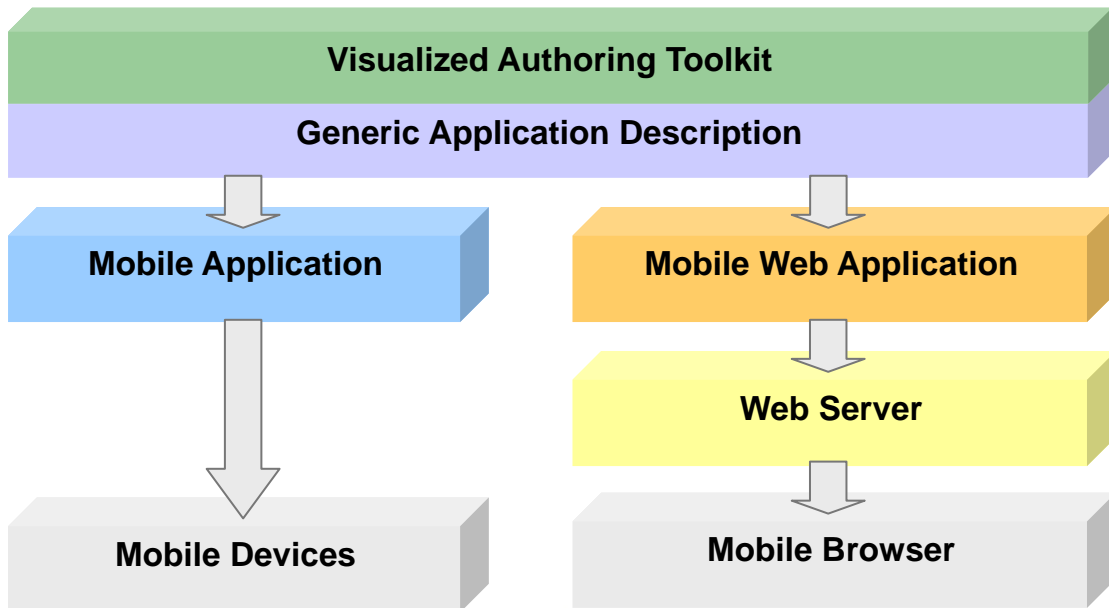 Visualized Authoring Toolkit
Generic Application Description
Mobile Application
Mobile Web Application
Web Server
Mobile Devices
Mobile Browser